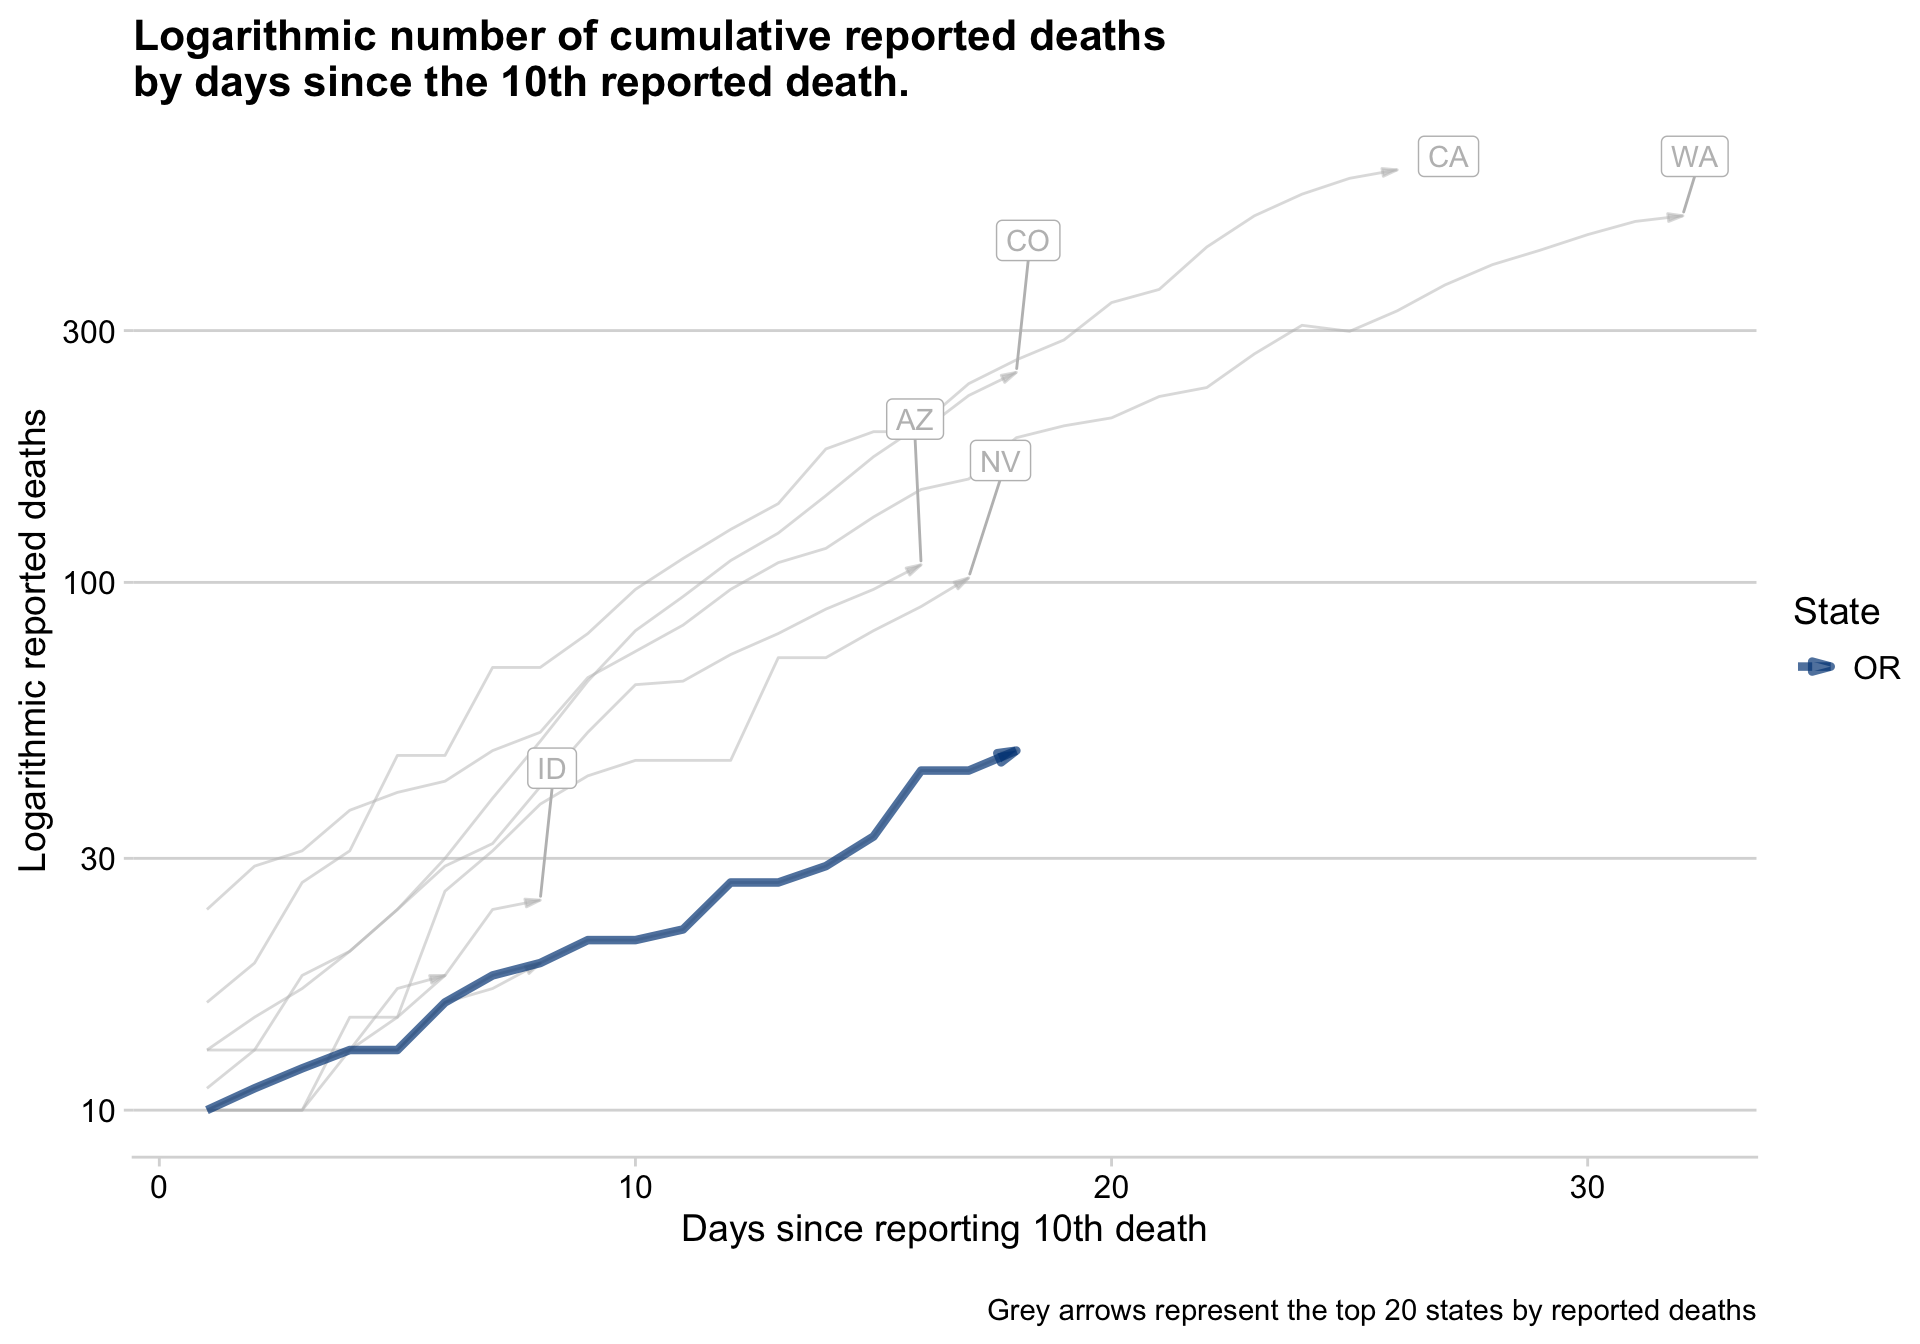 Logarithmic number of cumulative reported deaths
by days since the 10th reported death.
CA
WA
CO
300
AZ
NV
100
ID
30
10
Logarithmic reported deaths
State
OR
0 10 20 30
Days since reporting 10th death
Grey arrows represent the top 20 states by reported deaths